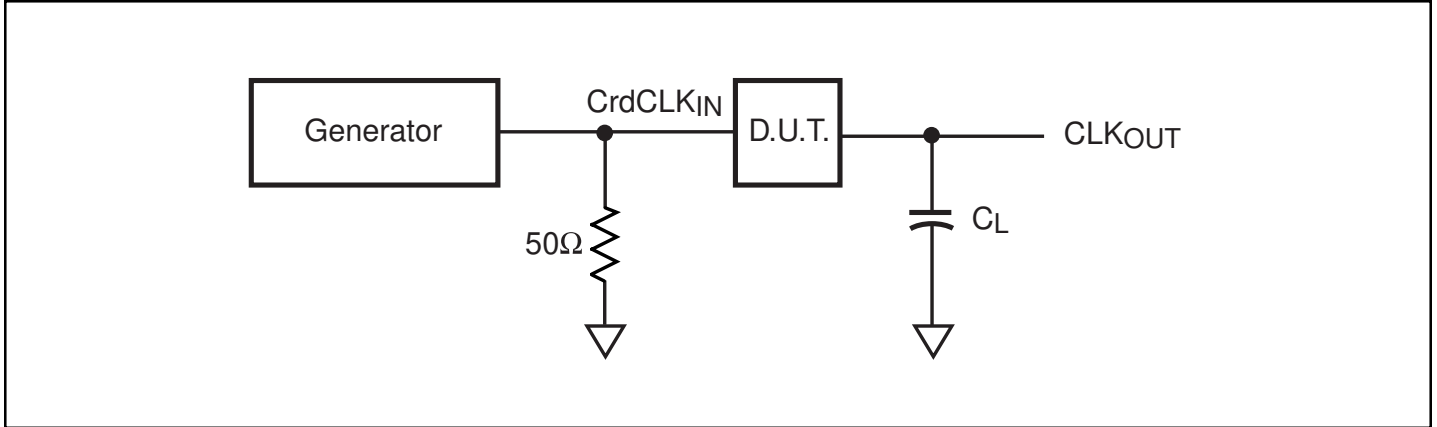 Generator
CrdCLKIN
D.U.T.
CLKOUT
50Ω
CL